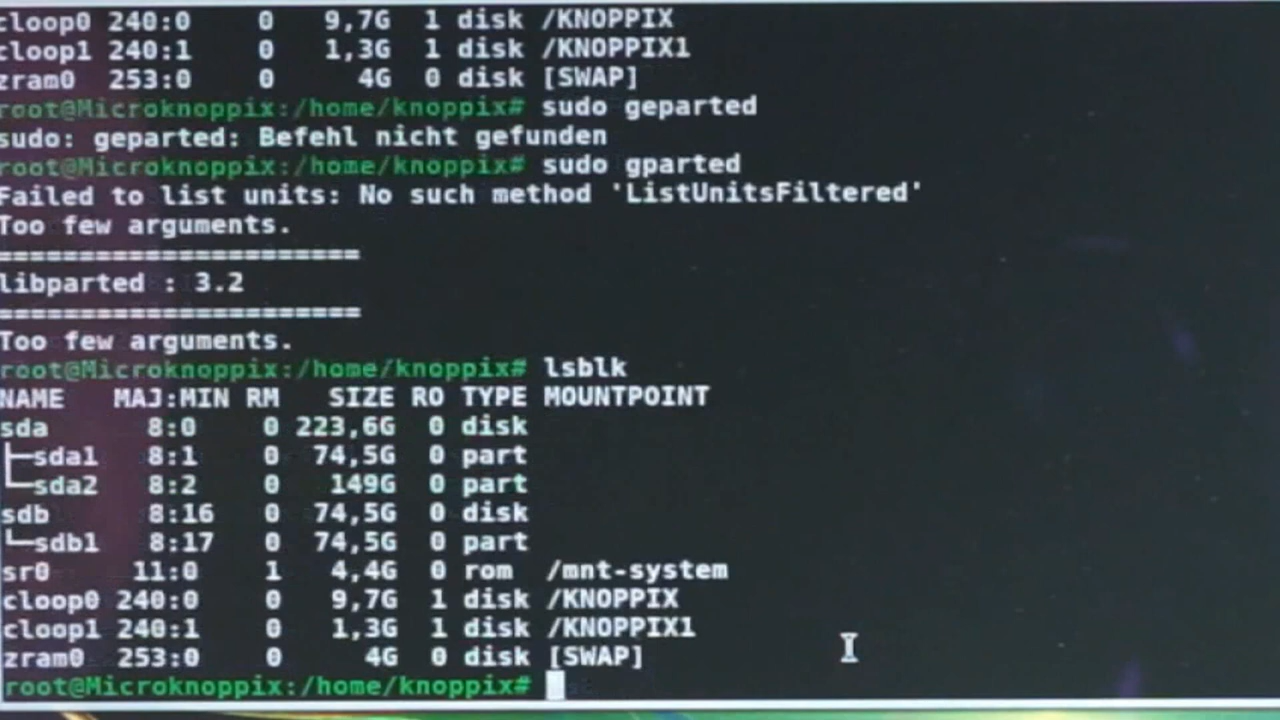 cloop0 240:0    0   9,7G  1 disk /KNOPPIX
cloop1 240:1    0   1,3G  1 disk /KNOPPIX1
zram0  253:0    0     4G  0 disk [SWAP]
root@Microknoppix:/home/knoppix# sudo geparted
sudo: geparted: Befehl nicht gefunden
root@Microknoppix:/home/knoppix# sudo gparted
Failed to list units: No such method 'ListUnitsFiltered'
Too few arguments.
======================
libparted : 3.2
======================
Too few arguments.
root@Microknoppix:/home/knoppix# lsblk
NAME   MAJ:MIN RM   SIZE RO TYPE MOUNTPOINT
sda      8:0    0 223,6G  0 disk
├─sda1   8:1    0  74,5G  0 part
└─sda2   8:2    0   149G  0 part
sdb      8:16   0  74,5G  0 disk
└─sdb1   8:17   0  74,5G  0 part
sr0     11:0    1   4,4G  0 rom  /mnt-system
cloop0 240:0    0   9,7G  1 disk /KNOPPIX
cloop1 240:1    0   1,3G  1 disk /KNOPPIX1
zram0  253:0    0     4G  0 disk [SWAP]
root@Microknoppix:/home/knoppix#